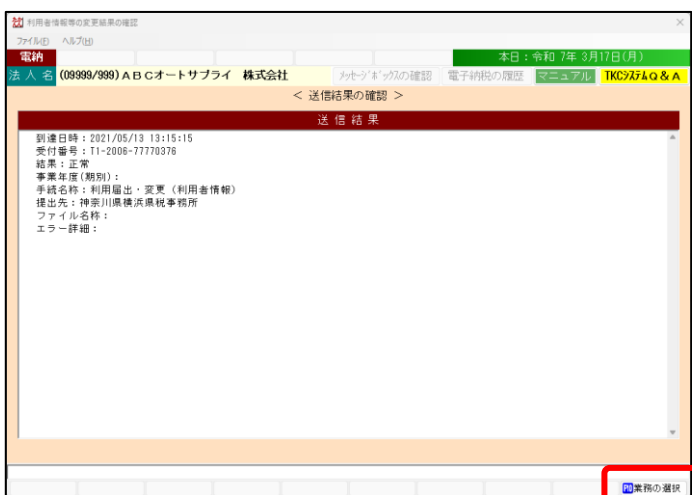 利用者情報等の変更結果の確認
ファイル(F) ヘルプ(H)
電納 本日：令和 7年 3月17日(月)
法人名 (09999/999)ＡＢＣオートサプライ 株式会社 メッセージボックスの確認 電子納税の履歴 マニュアル TKCシステムＱ＆Ａ
＜ 送信結果の確認 ＞
送信結果
到達日時：2021/05/13 13:15:15
受付番号：T1-2006-77770376
結果：正常
事業年度(期別)：
手続名称：利用届出・変更（利用者情報）
提出先：神奈川県横浜県税事務所
ファイル名称：
エラー詳細：
業務の選択